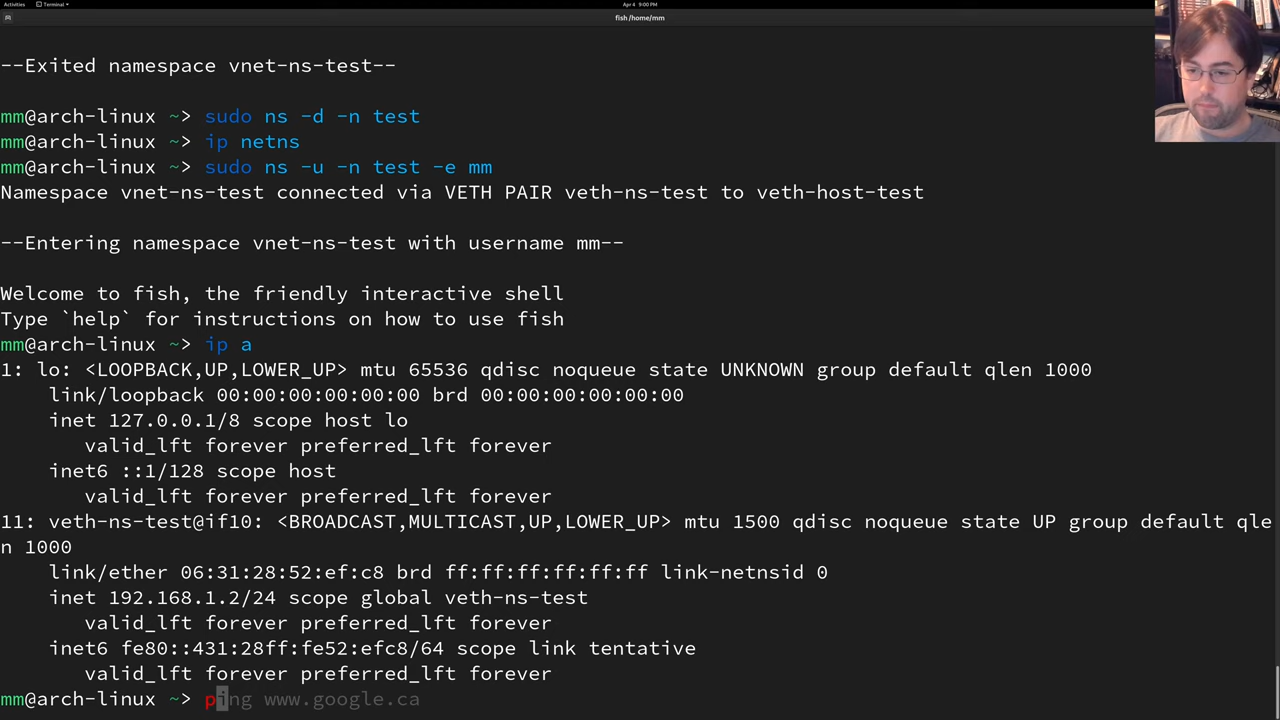 Activities Terminal Apr 4 9:00 PM
fish /home/mm
--Exited namespace vnet-ns-test--
mm@arch-linux ~> sudo ns -d -n test
mm@arch-linux ~> ip netns
mm@arch-linux ~> sudo ns -u -n test -e mm
Namespace vnet-ns-test connected via VETH PAIR veth-ns-test to veth-host-test
--Entering namespace vnet-ns-test with username mm--
Welcome to fish, the friendly interactive shell
Type `help` for instructions on how to use fish
mm@arch-linux ~> ip a
1: lo: <LOOPBACK,UP,LOWER_UP> mtu 65536 qdisc noqueue state UNKNOWN group default qlen 1000
link/loopback 00:00:00:00:00:00 brd 00:00:00:00:00:00
inet 127.0.0.1/8 scope host lo
valid_lft forever preferred_lft forever
inet6 ::1/128 scope host
valid_lft forever preferred_lft forever
11: veth-ns-test@if10: <BROADCAST,MULTICAST,UP,LOWER_UP> mtu 1500 qdisc noqueue state UP group default qle
n 1000
link/ether 06:31:28:52:ef:c8 brd ff:ff:ff:ff:ff:ff link-netnsid 0
inet 192.168.1.2/24 scope global veth-ns-test
valid_lft forever preferred_lft forever
inet6 fe80::431:28ff:fe52:efc8/64 scope link tentative
valid_lft forever preferred_lft forever
mm@arch-linux ~> ping www.google.ca